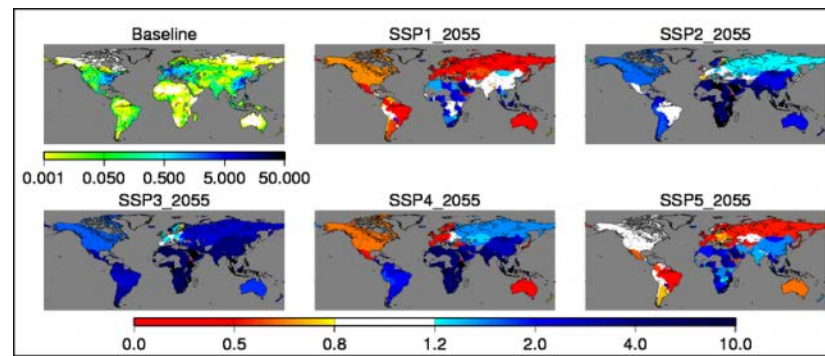 Baseline SSP1_2055 SSP2_2055
0.001 0.050 0.500 5.000 50.000
SSP3_2055 SSP4_2055 SSP5_2055
0.0 0.5 0.8 1.2 2.0 4.0 10.0